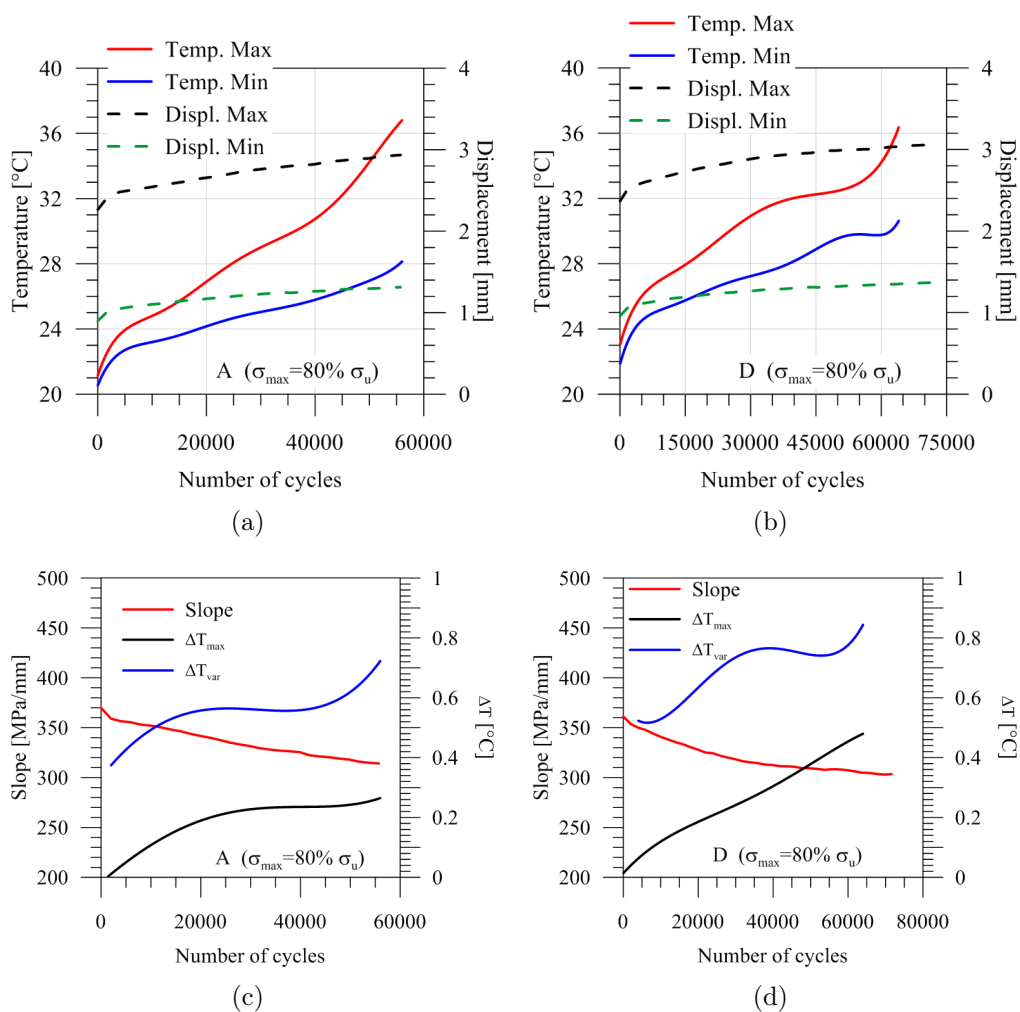 Temp. Max
Temp. Min
Displ. Max
Displ. Min
40
36
32
28
24
20
Temperature [°C]
4
3
2
1
0
Displacement [mm]
A (σmax=80% σu)
0 20000 40000 60000
Number of cycles
(a)
Temp. Max
Temp. Min
Displ. Max
Displ. Min
40
36
32
28
24
20
Temperature [°C]
4
3
2
1
0
Displacement [mm]
D (σmax=80% σu)
0 15000 30000 45000 60000 75000
Number of cycles
(b)
500
450
400
350
300
250
200
Slope [MPa/mm]
Slope
ΔTmax
ΔTvar
1
0.8
0.6
0.4
0.2
0
ΔT [°C]
A (σmax=80% σu)
0 20000 40000 60000
Number of cycles
(c)
500
450
400
350
300
250
200
Slope [MPa/mm]
Slope
ΔTmax
ΔTvar
1
0.8
0.6
0.4
0.2
0
ΔT [°C]
D (σmax=80% σu)
0 20000 40000 60000 80000
Number of cycles
(d)